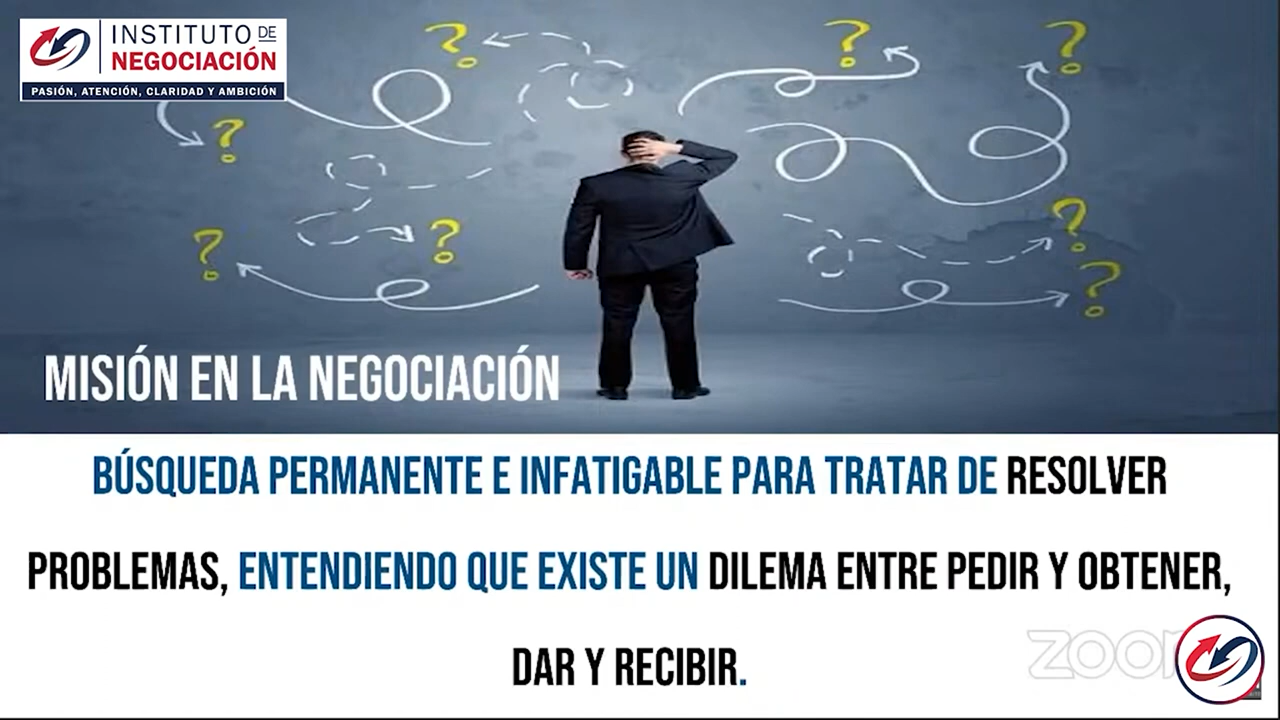 INSTITUTO DE
NEGOCIACIÓN
PASIÓN, ATENCIÓN, CLARIDAD Y AMBICIÓN
? ? ?
?
? ? ?
?
MISIÓN EN LA NEGOCIACIÓN
BÚSQUEDA PERMANENTE E INFATIGABLE PARA TRATAR DE RESOLVER
PROBLEMAS, ENTENDIENDO QUE EXISTE UN DILEMA ENTRE PEDIR Y OBTENER,
DAR Y RECIBIR.